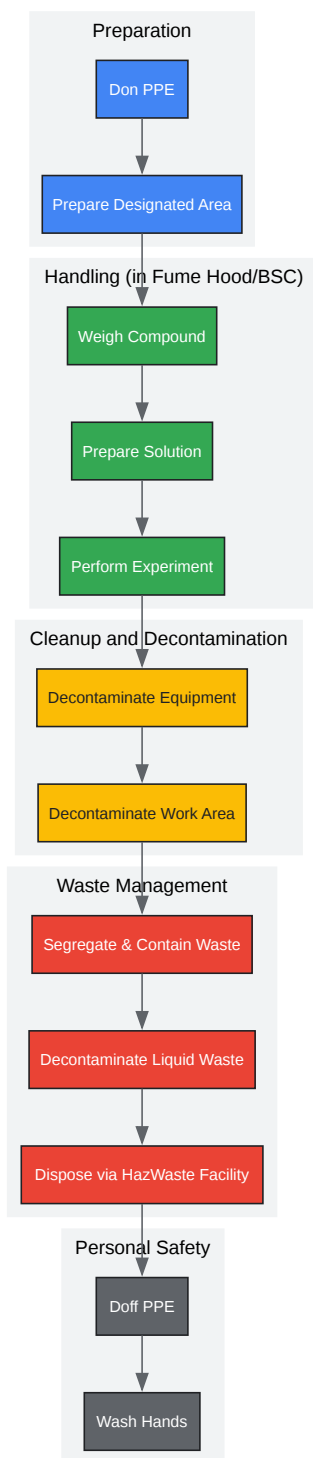 Preparation
Don PPE
Prepare Designated Area
Handling (in Fume Hood/BSC)
Weigh Compound
Prepare Solution
Perform Experiment
Cleanup and Decontamination
Decontaminate Equipment
Decontaminate Work Area
Waste Management
Segregate & Contain Waste
Decontaminate Liquid Waste
Dispose via HazWaste Facility
Personal Safety
Doff PPE
Wash Hands